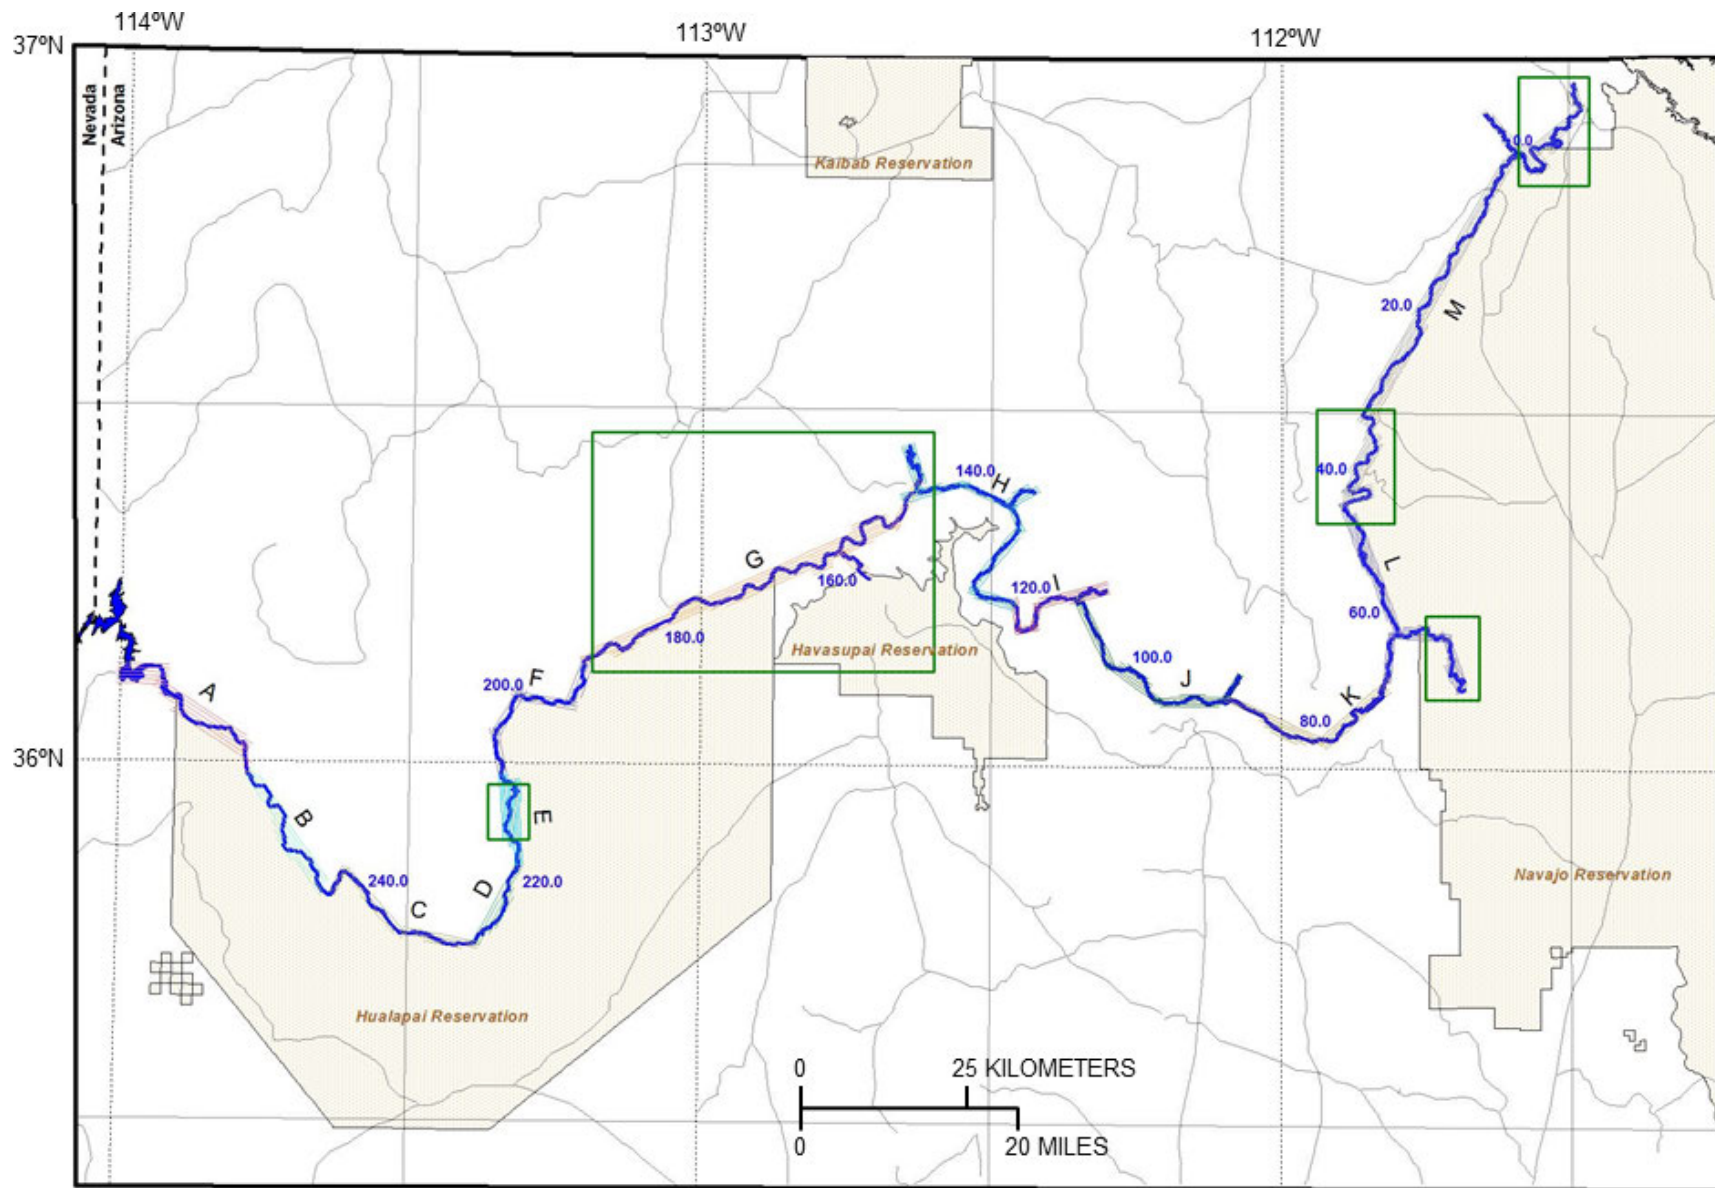 114ºW
113ºW
112ºW
37ºN
Nevada
Arizona
Kaibab Reservation
0.0
20.0
M
40.0
140.0
H
G
160.0
120.0
I
L
60.0
180.0
Havasupai Reservation
100.0
A
200.0
F
J
K
80.0
36ºN
B
E
240.0
D
220.0
C
Navajo Reservation
Hualapai Reservation
0
25 KILOMETERS
0
20 MILES